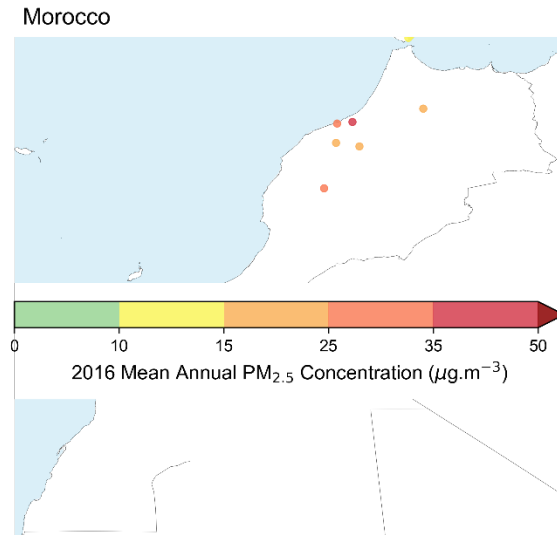 Morocco
0 10 15 25 35 50
2016 Mean Annual PM₂.₅ Concentration (μg.m⁻³)